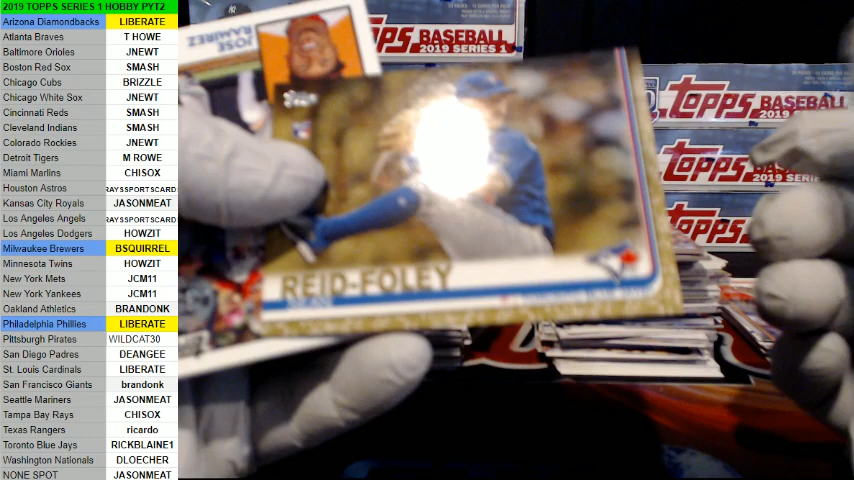 2019 TOPPS SERIES 1 HOBBY PYT2
Arizona Diamondbacks LIBERATE
Atlanta Braves T HOWE
Baltimore Orioles JNEWT
Boston Red Sox SMASH
Chicago Cubs BRIZZLE
Chicago White Sox JNEWT
Cincinnati Reds SMASH
Cleveland Indians SMASH
Colorado Rockies JNEWT
Detroit Tigers M ROWE
Miami Marlins CHISOX
Houston Astros RAYSSPORTSCARD
Kansas City Royals JASONMEAT
Los Angeles Angels RAYSSPORTSCARD
Los Angeles Dodgers HOWZIT
Milwaukee Brewers BSQUIRREL
Minnesota Twins HOWZIT
New York Mets JCM11
New York Yankees JCM11
Oakland Athletics BRANDONK
Philadelphia Phillies LIBERATE
Pittsburgh Pirates WILDCAT30
San Diego Padres DEANGEE
St. Louis Cardinals LIBERATE
San Francisco Giants brandonk
Seattle Mariners JASONMEAT
Tampa Bay Rays CHISOX
Texas Rangers ricardo
Toronto Blue Jays RICKBLAINE1
Washington Nationals DLOECHER
NONE SPOT JASONMEAT
JOSE
RAMIREZ
REID-FOLEY
pps BASEBALL
2019 SERIES 1
Topps BASEBALL
Topps BASEBALL
2019 SERI
Topps